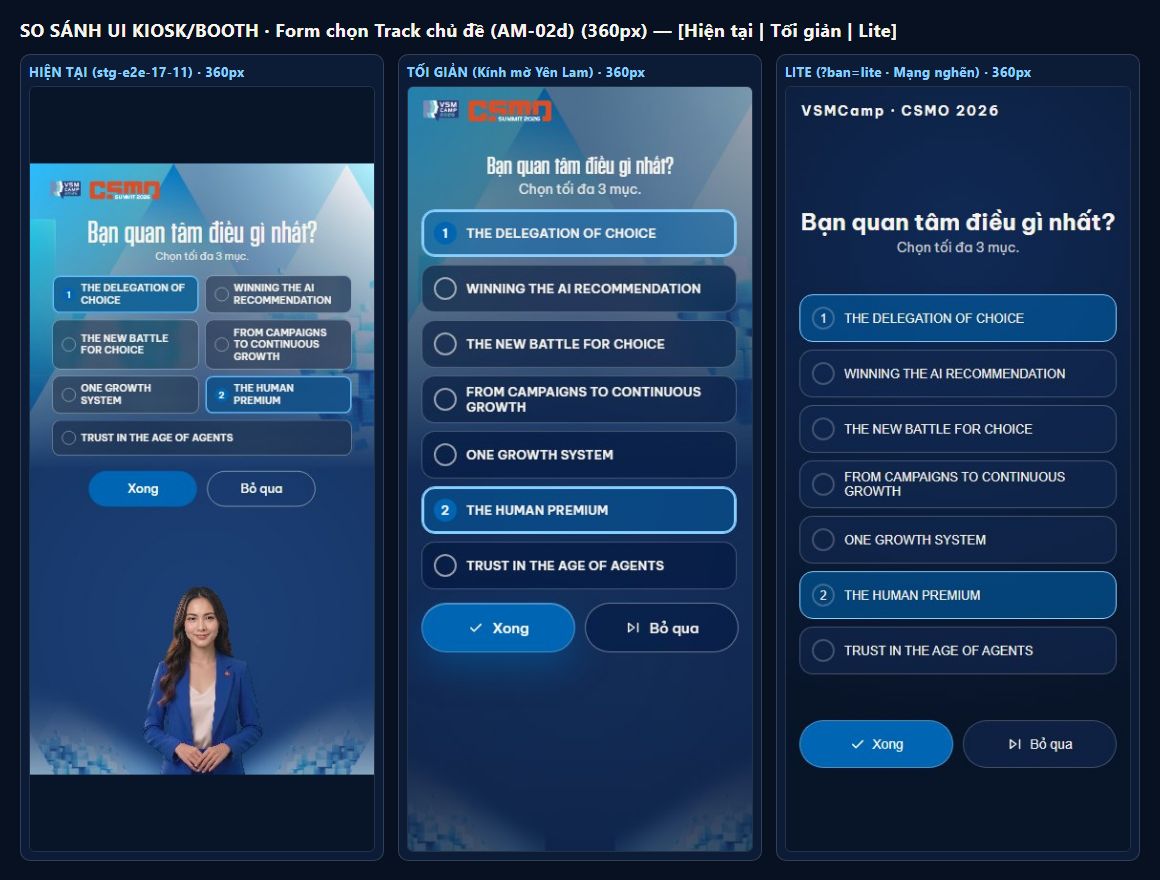 SO SÁNH UI KIOSK/BOOTH · Form chọn Track chủ đề (AM-02d) (360px) — [Hiện tại | Tối giản | Lite]
HIỆN TẠI (stg-e2e-17-11) · 360px
VSM
CAMP
2026
CSMO
SUMMIT 2026
Bạn quan tâm điều gì nhất?
Chọn tối đa 3 mục.
1 THE DELEGATION OF
CHOICE
WINNING THE AI
RECOMMENDATION
THE NEW BATTLE
FOR CHOICE
FROM CAMPAIGNS
TO CONTINUOUS
GROWTH
ONE GROWTH
SYSTEM
2 THE HUMAN
PREMIUM
TRUST IN THE AGE OF AGENTS
Xong
Bỏ qua
TỐI GIẢN (Kính mờ Yên Lam) · 360px
VSM
CAMP
2026
CSMO
SUMMIT 2026
Bạn quan tâm điều gì nhất?
Chọn tối đa 3 mục.
1 THE DELEGATION OF CHOICE
WINNING THE AI RECOMMENDATION
THE NEW BATTLE FOR CHOICE
FROM CAMPAIGNS TO CONTINUOUS
GROWTH
ONE GROWTH SYSTEM
2 THE HUMAN PREMIUM
TRUST IN THE AGE OF AGENTS
Xong
Bỏ qua
LITE (?ban=lite · Mạng nghẽn) · 360px
VSMCamp · CSMO 2026
Bạn quan tâm điều gì nhất?
Chọn tối đa 3 mục.
1 THE DELEGATION OF CHOICE
WINNING THE AI RECOMMENDATION
THE NEW BATTLE FOR CHOICE
FROM CAMPAIGNS TO CONTINUOUS
GROWTH
ONE GROWTH SYSTEM
2 THE HUMAN PREMIUM
TRUST IN THE AGE OF AGENTS
Xong
Bỏ qua